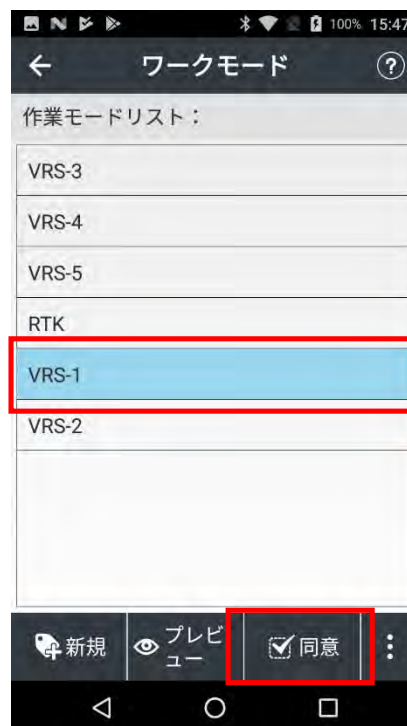 100% 15:47
ワークモード
?
作業モードリスト：
VRS-3
VRS-4
VRS-5
RTK
VRS-1
VRS-2
新規
プレビ
ュー
同意